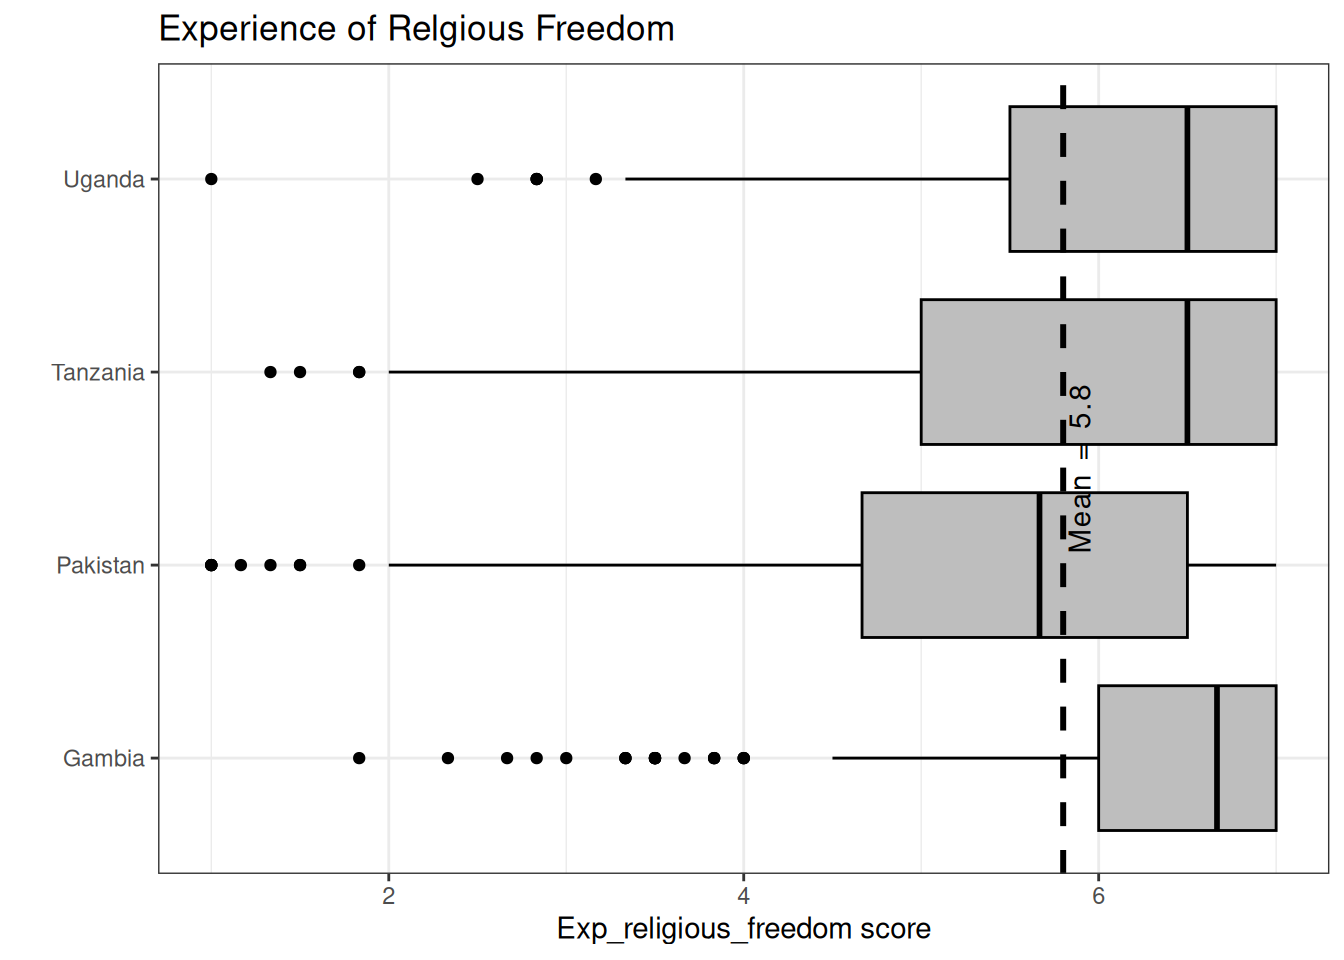 Experience of Relgious Freedom
Uganda
Tanzania
Pakistan
Gambia
Mean = 5.8
2 4 6
Exp_religious_freedom score